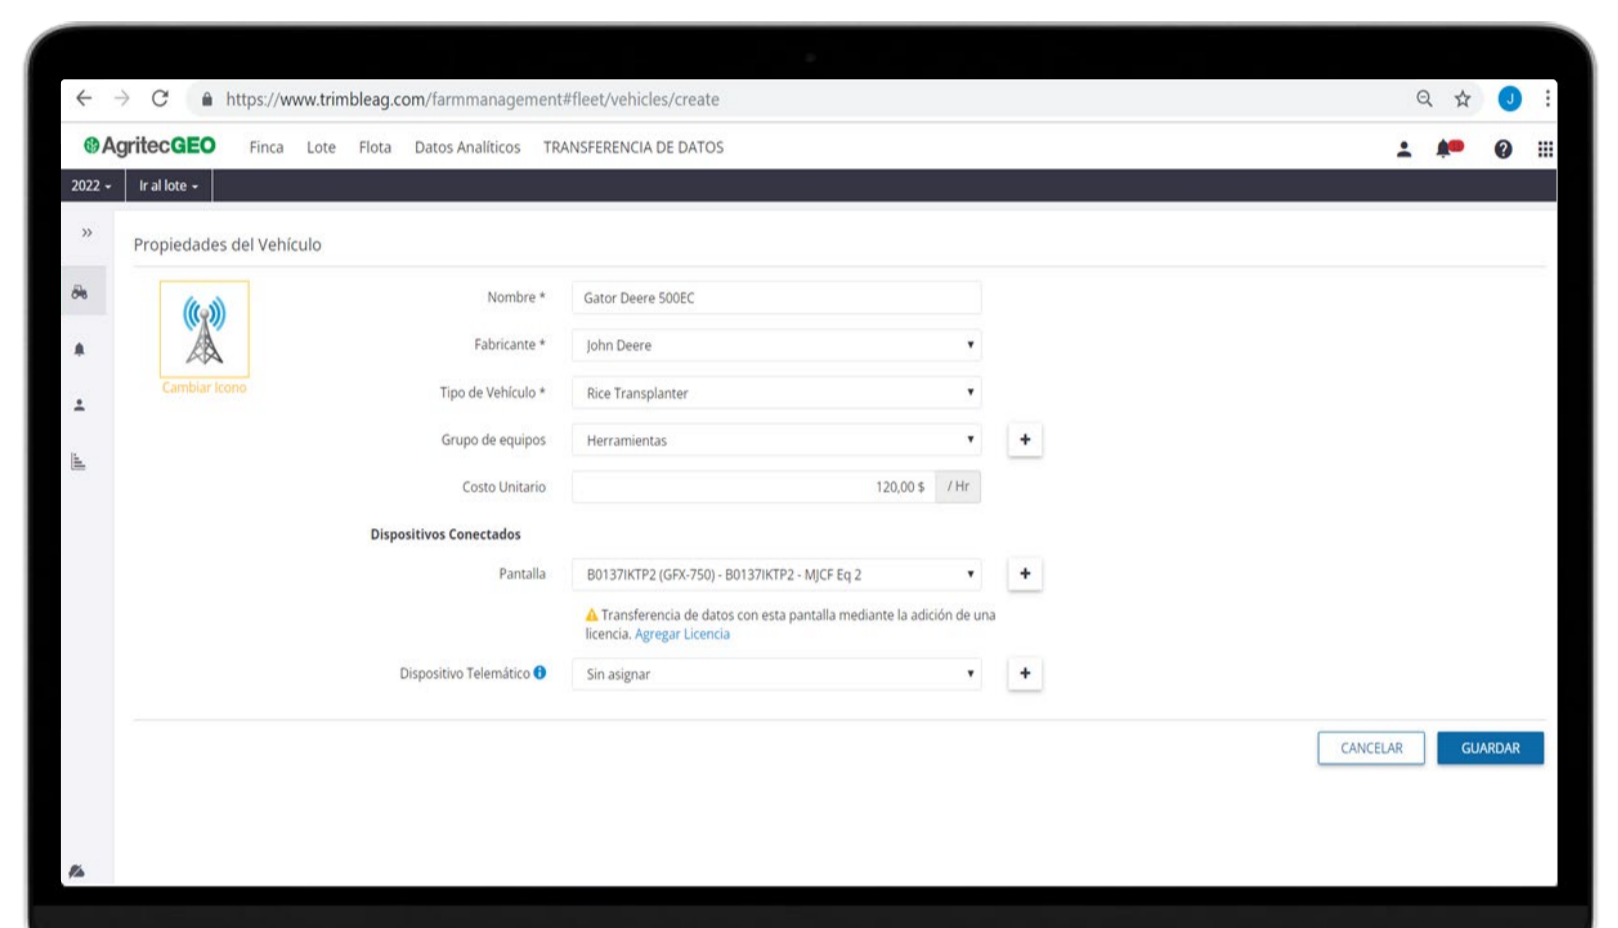 https://www.trimbleag.com/farmmanagement#fleet/vehicles/create
J
AgritecGEO Finca Lote Flota Datos Analíticos TRANSFERENCIA DE DATOS
2022 Ir al lote
Propiedades del Vehículo
Cambiar Icono
Nombre * Gator Deere 500EC
Fabricante * John Deere
Tipo de Vehículo * Rice Transplanter
Grupo de equipos Herramientas +
Costo Unitario 120,00 $ / Hr
Dispositivos Conectados
Pantalla B0137IKTP2 (GFX-750) - B0137IKTP2 - MJCF Eq 2 +
Transferencia de datos con esta pantalla mediante la adición de una
licencia. Agregar Licencia
Dispositivo Telemático Sin asignar +
CANCELAR GUARDAR